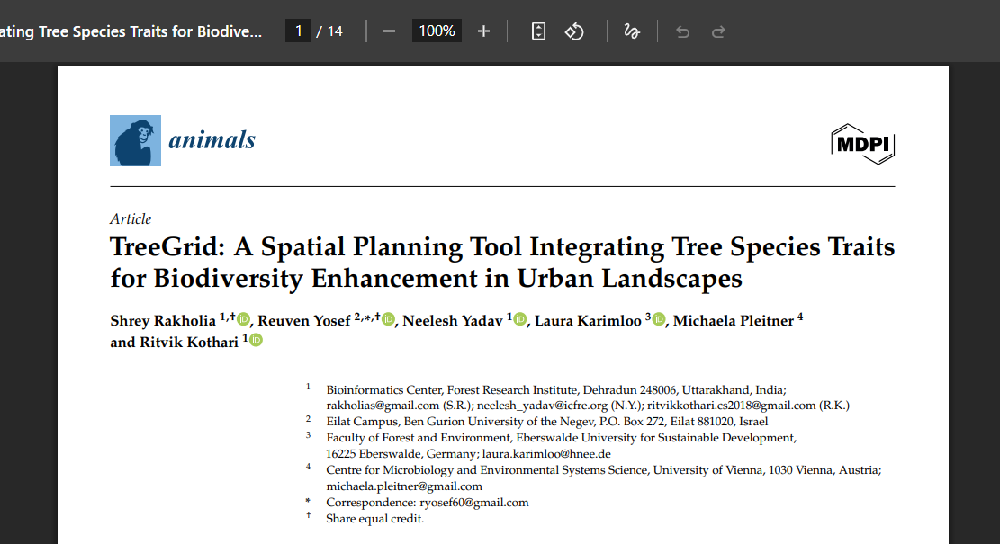 ating Tree Species Traits for Biodive... 1 / 14 100%
animals
MDPI
Article
TreeGrid: A Spatial Planning Tool Integrating Tree Species Traits
for Biodiversity Enhancement in Urban Landscapes
Shrey Rakholia 1,† iD, Reuven Yosef 2,*,† iD, Neelesh Yadav 1 iD, Laura Karimloo 3 iD, Michaela Pleitner 4
and Ritvik Kothari 1 iD
1 Bioinformatics Center, Forest Research Institute, Dehradun 248006, Uttarakhand, India;
rakholias@gmail.com (S.R.); neelesh_yadav@icfre.org (N.Y.); ritvikkothari.cs2018@gmail.com (R.K.)
2 Eilat Campus, Ben Gurion University of the Negev, P.O. Box 272, Eilat 881020, Israel
3 Faculty of Forest and Environment, Eberswalde University for Sustainable Development,
16225 Eberswalde, Germany; laura.karimloo@hnee.de
4 Centre for Microbiology and Environmental Systems Science, University of Vienna, 1030 Vienna, Austria;
michaela.pleitner@gmail.com
* Correspondence: ryosef60@gmail.com
† Share equal credit.